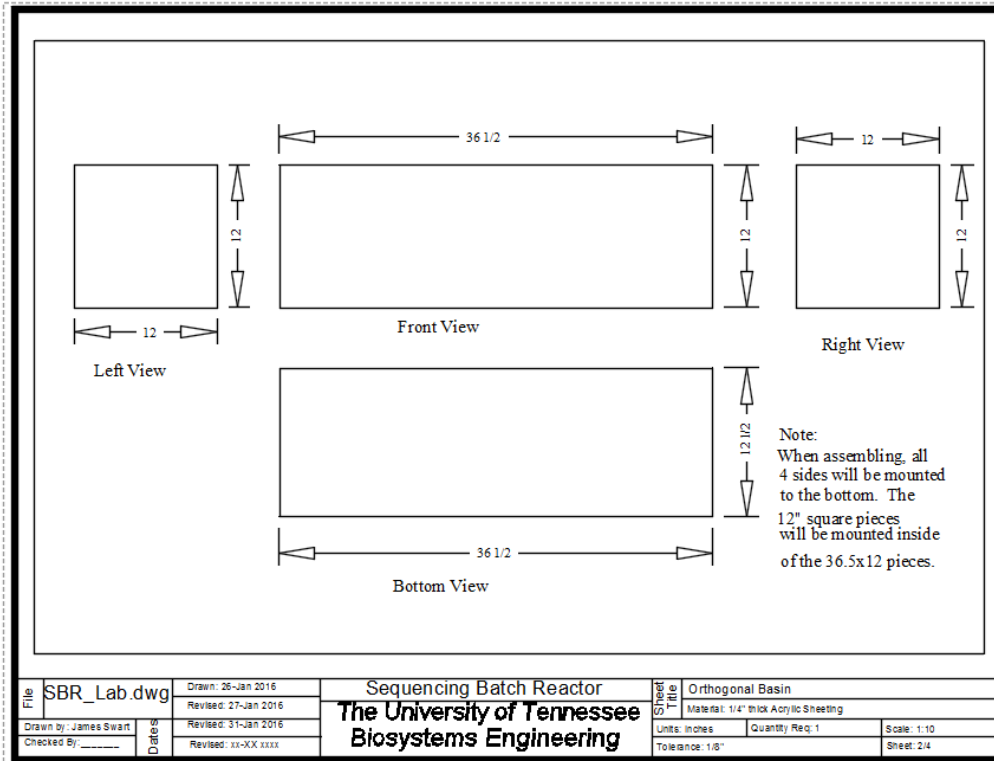 36 1/2
12
12
12
12
12
Front View
Right View
Left View
12 1/2
Note:
When assembling, all
4 sides will be mounted
to the bottom. The
12" square pieces
will be mounted inside
of the 36.5x12 pieces.
36 1/2
Bottom View
File
SBR_Lab.dwg
Drawn by: James Swart
Checked By:______
Dates
Drawn: 26-Jan 2016
Revised: 27-Jan 2016
Revised: 31-Jan 2016
Revised: xx-XX xxxx
Sequencing Batch Reactor
The University of Tennessee
Biosystems Engineering
Sheet
Title
Orthogonal Basin
Material: 1/4" thick Acrylic Sheeting
Units: Inches
Quantity Req: 1
Scale: 1:10
Tolerance: 1/8"
Sheet: 2/4